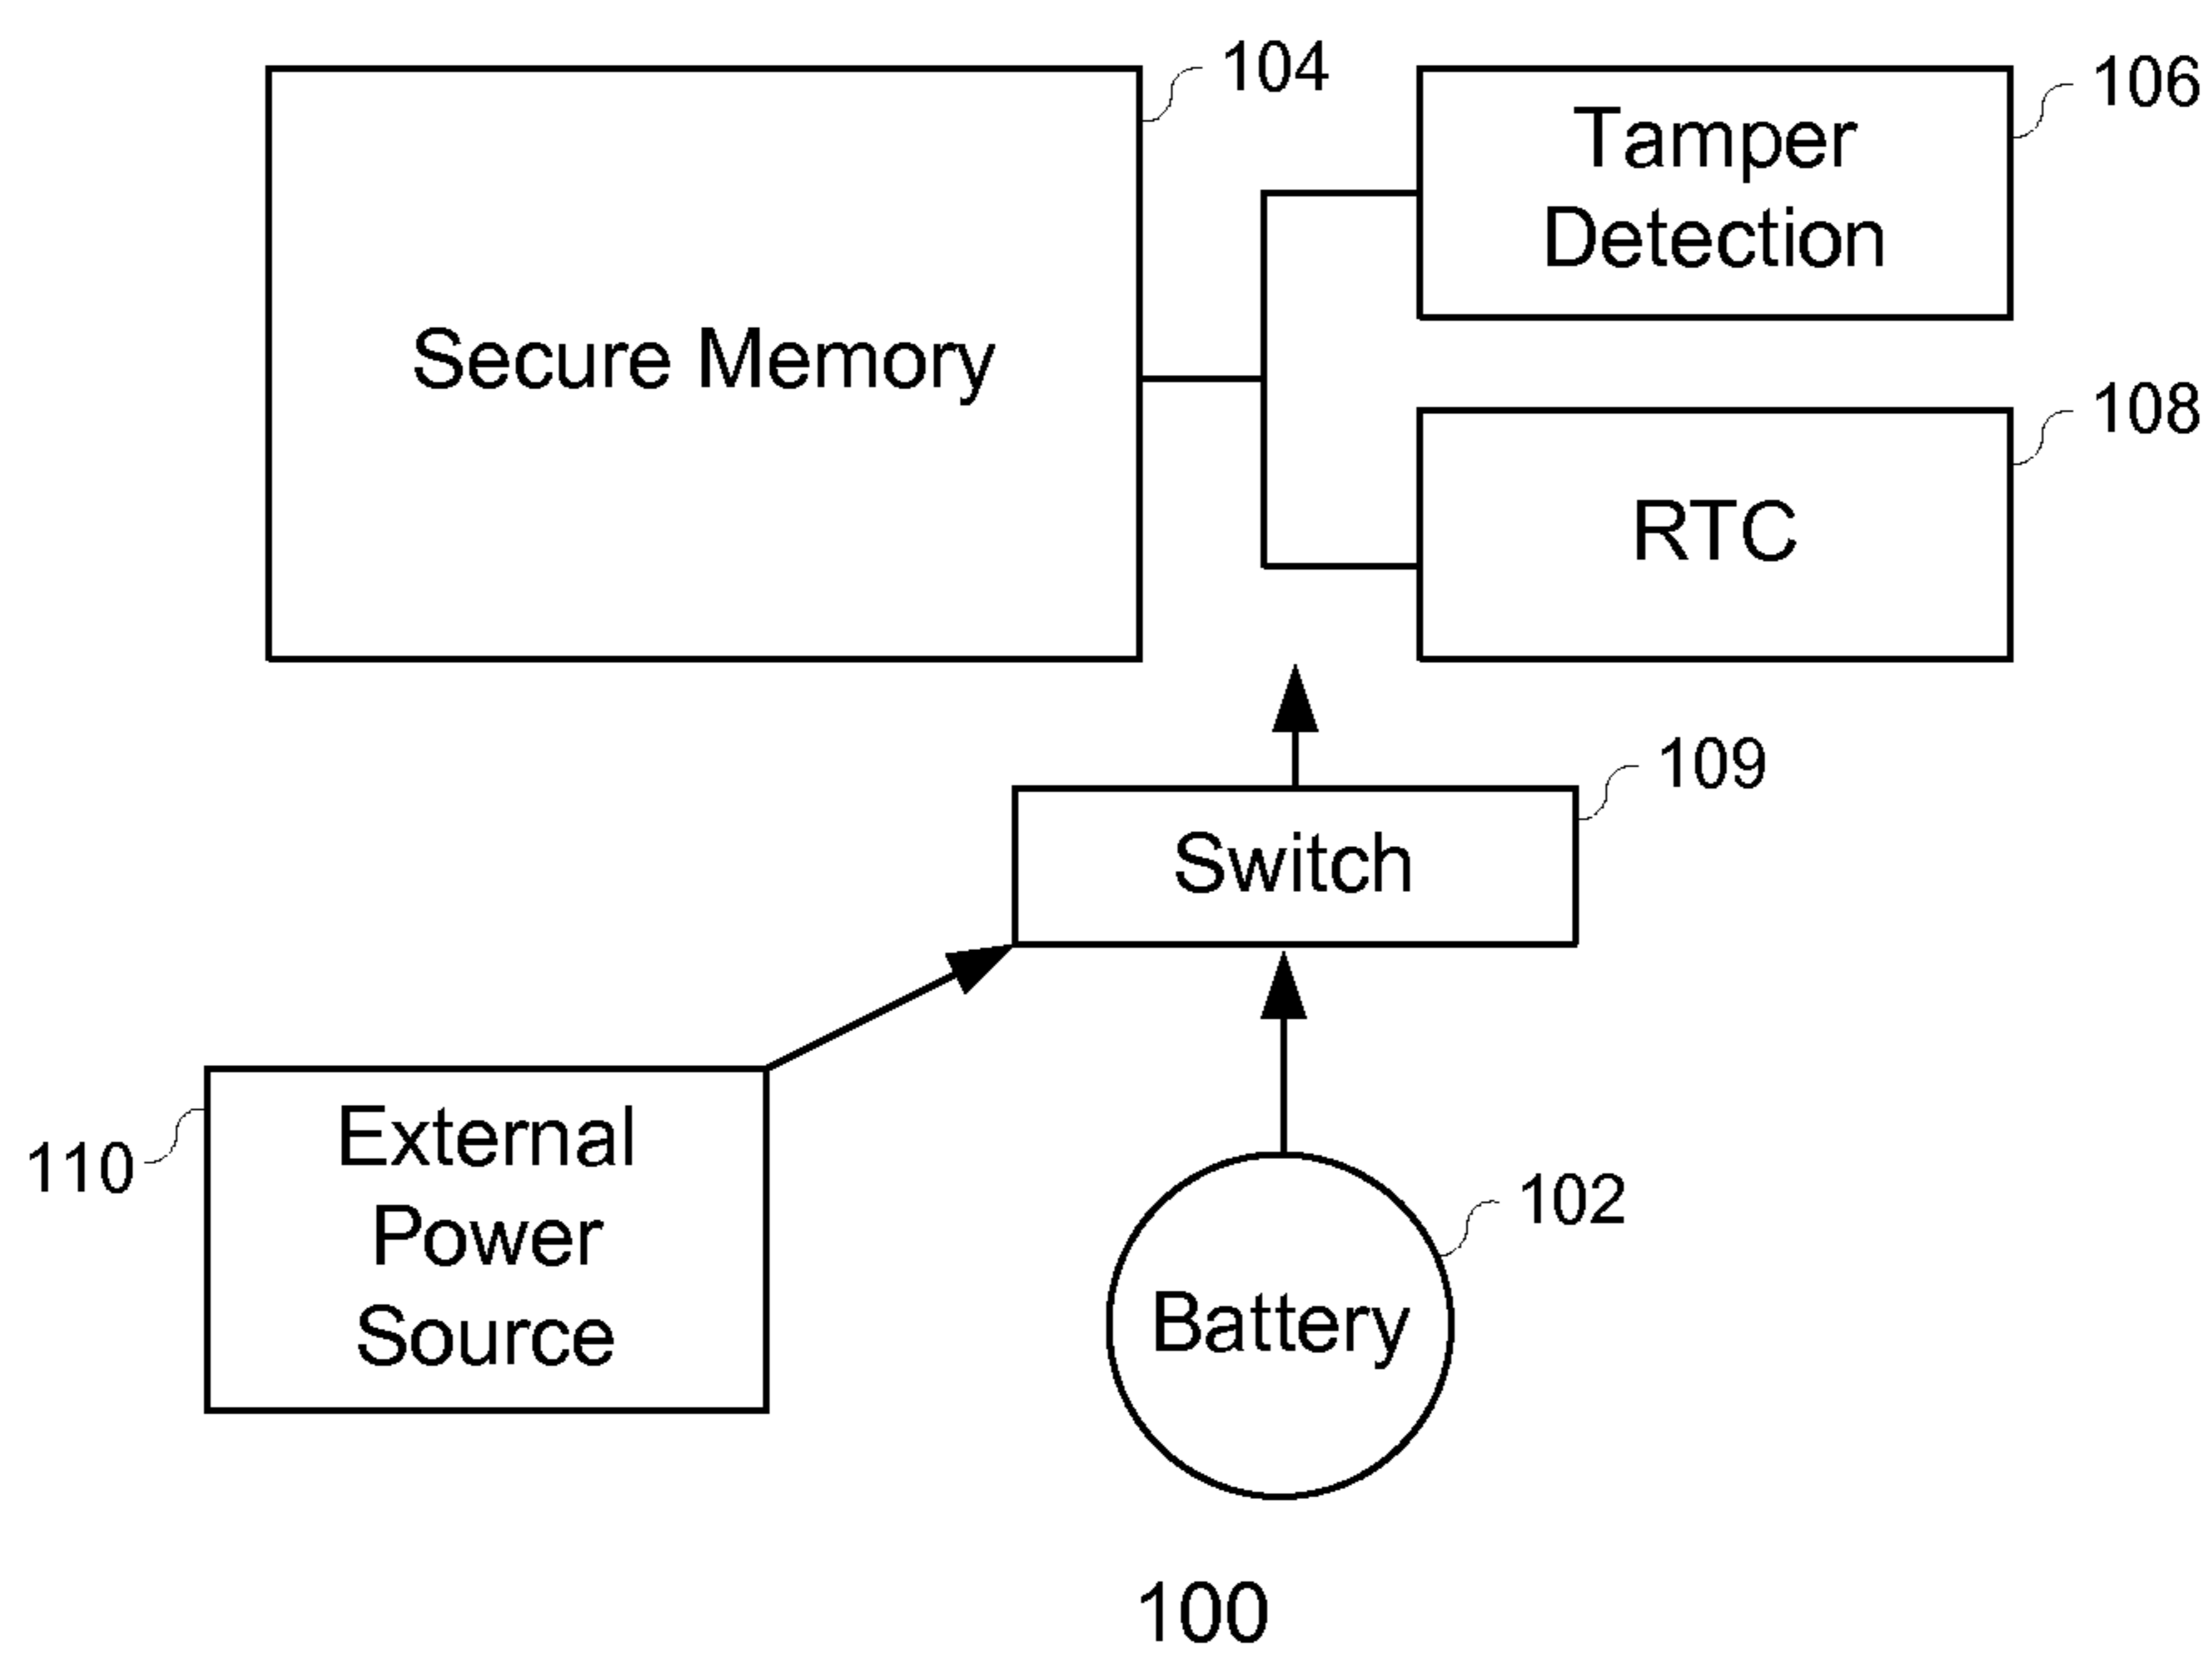 104
106
Tamper
Detection
Secure Memory
108
RTC
109
Switch
110
External
Power
Source
102
Battery
100